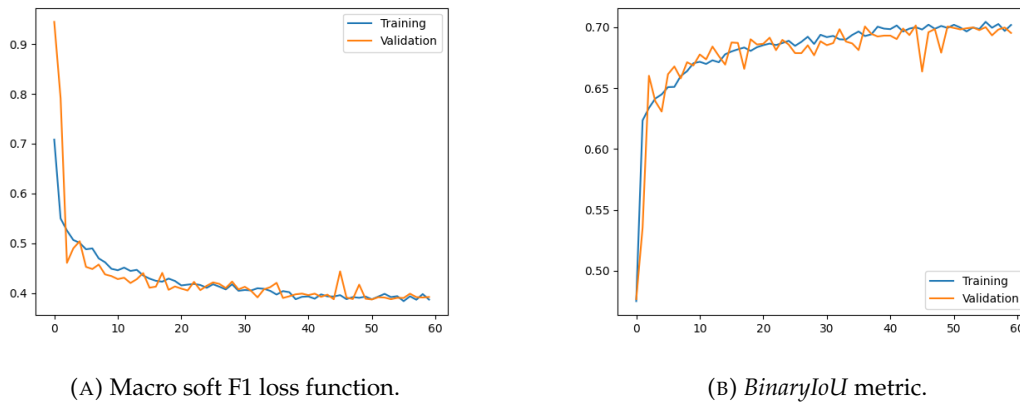 Training
Validation
0.9
0.8
0.7
0.6
0.5
0.4
0 10 20 30 40 50 60
(A) Macro soft F1 loss function.
0.70
0.65
0.60
0.55
0.50
Training
Validation
0 10 20 30 40 50 60
(B) BinaryIoU metric.